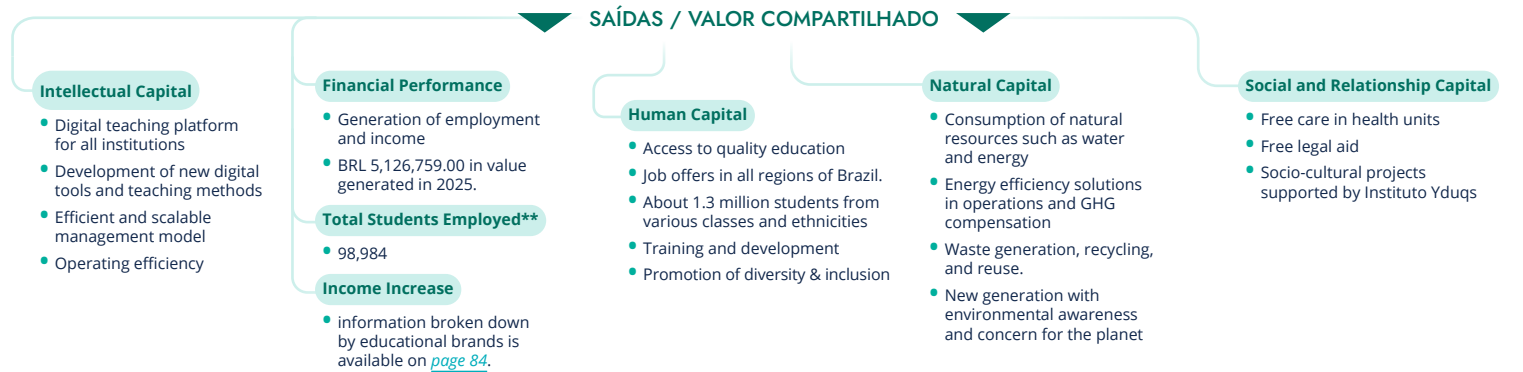 SAÍDAS / VALOR COMPARTILHADO
Intellectual Capital
• Digital teaching platform
for all institutions
• Development of new digital
tools and teaching methods
• Efficient and scalable
management model
• Operating efficiency
Financial Performance
• Generation of employment
and income
• BRL 5,126,759.00 in value
generated in 2025.
Total Students Employed**
• 98,984
Income Increase
• information broken down
by educational brands is
available on page 84.
Human Capital
• Access to quality education
• Job offers in all regions of Brazil.
• About 1.3 million students from
various classes and ethnicities
• Training and development
• Promotion of diversity & inclusion
Natural Capital
• Consumption of natural
resources such as water
and energy
• Energy efficiency solutions
in operations and GHG
compensation
• Waste generation, recycling,
and reuse.
• New generation with
environmental awareness
and concern for the planet
Social and Relationship Capital
• Free care in health units
• Free legal aid
• Socio-cultural projects
supported by Instituto Yduqs